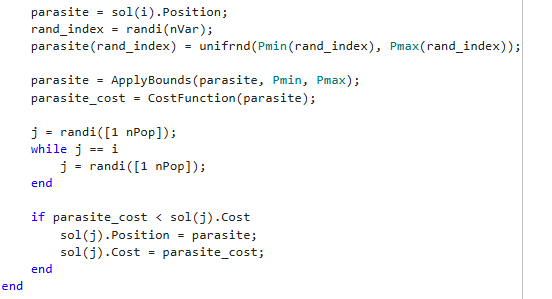 parasite = sol(i).Position;
rand_index = randi(nVar);
parasite(rand_index) = unifrnd(Pmin(rand_index), Pmax(rand_index));
parasite = ApplyBounds(parasite, Pmin, Pmax);
parasite_cost = CostFunction(parasite);
j = randi([1 nPop]);
while j == i
j = randi([1 nPop]);
end
if parasite_cost < sol(j).Cost
sol(j).Position = parasite;
sol(j).Cost = parasite_cost;
end
end